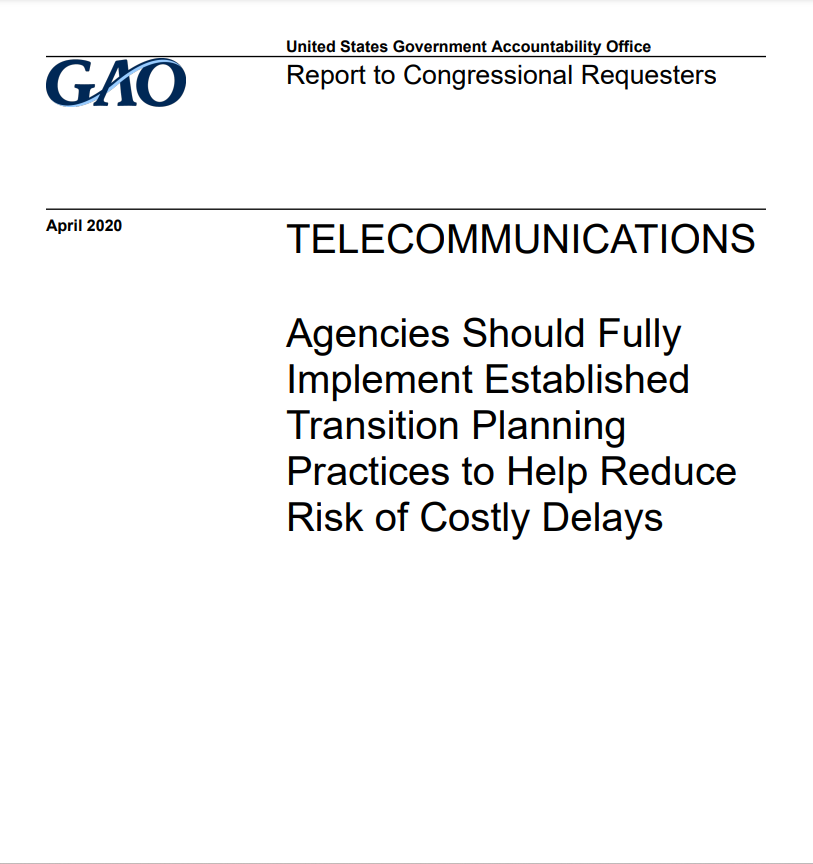 United States Government Accountability Office
GAO
Report to Congressional Requesters
April 2020
TELECOMMUNICATIONS
Agencies Should Fully
Implement Established
Transition Planning
Practices to Help Reduce
Risk of Costly Delays